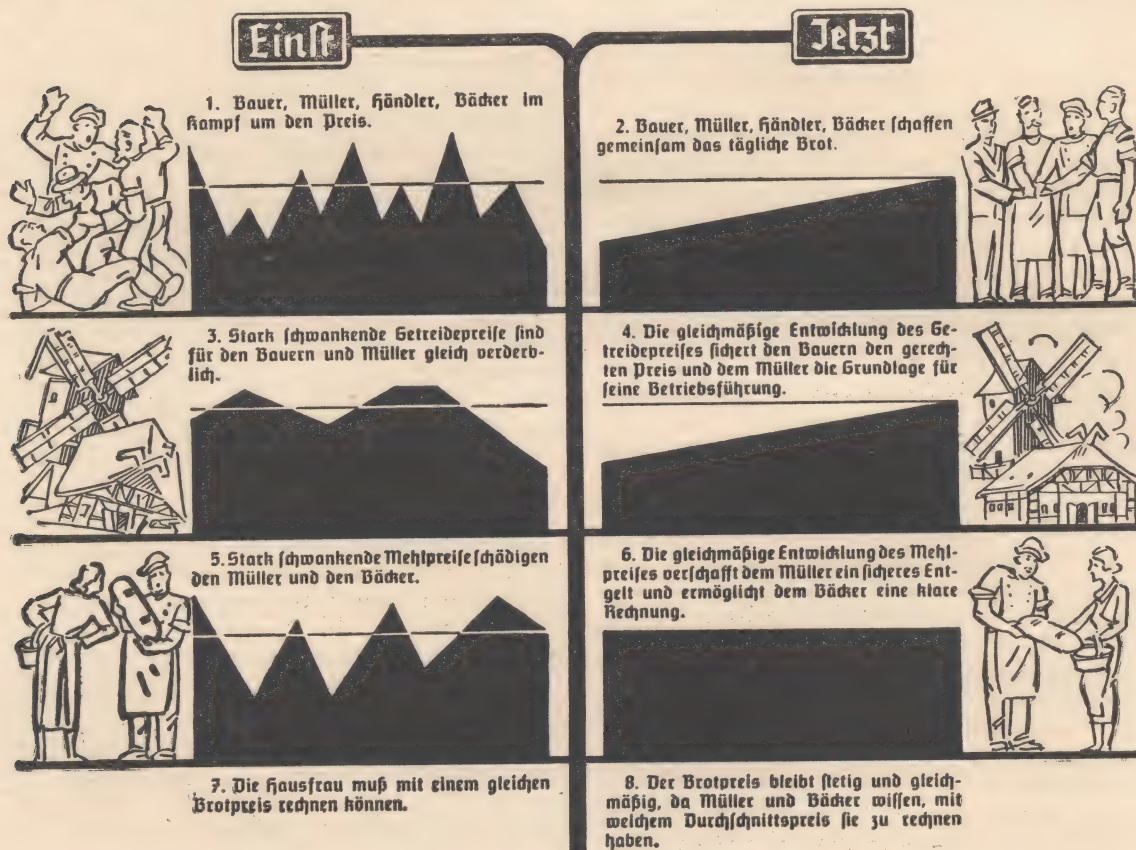 Einst
Jetzt
1. Bauer, Müller, Händler, Bäcker im
Kampf um den Preis.
2. Bauer, Müller, Händler, Bäcker schaffen
gemeinsam das tägliche Brot.
3. Stark schwankende Getreidepreise sind
für den Bauern und Müller gleich verderb-
lich.
4. Die gleichmäßige Entwicklung des Ge-
treidepreises sichert den Bauern den gerech-
ten Preis und dem Müller die Grundlage für
seine Betriebsführung.
5. Stark schwankende Mehlpreise schädigen
den Müller und den Bäcker.
6. Die gleichmäßige Entwicklung des Mehl-
preises verschafft dem Müller ein sicheres Ent-
gelt und ermöglicht dem Bäcker eine klare
Rechnung.
7. Die Hausfrau muß mit einem gleichen
Brotpreis rechnen können.
8. Der Brotpreis bleibt stetig und gleich-
mäßig, da Müller und Bäcker wissen, mit
welchem Durchschnittspreis sie zu rechnen
haben.